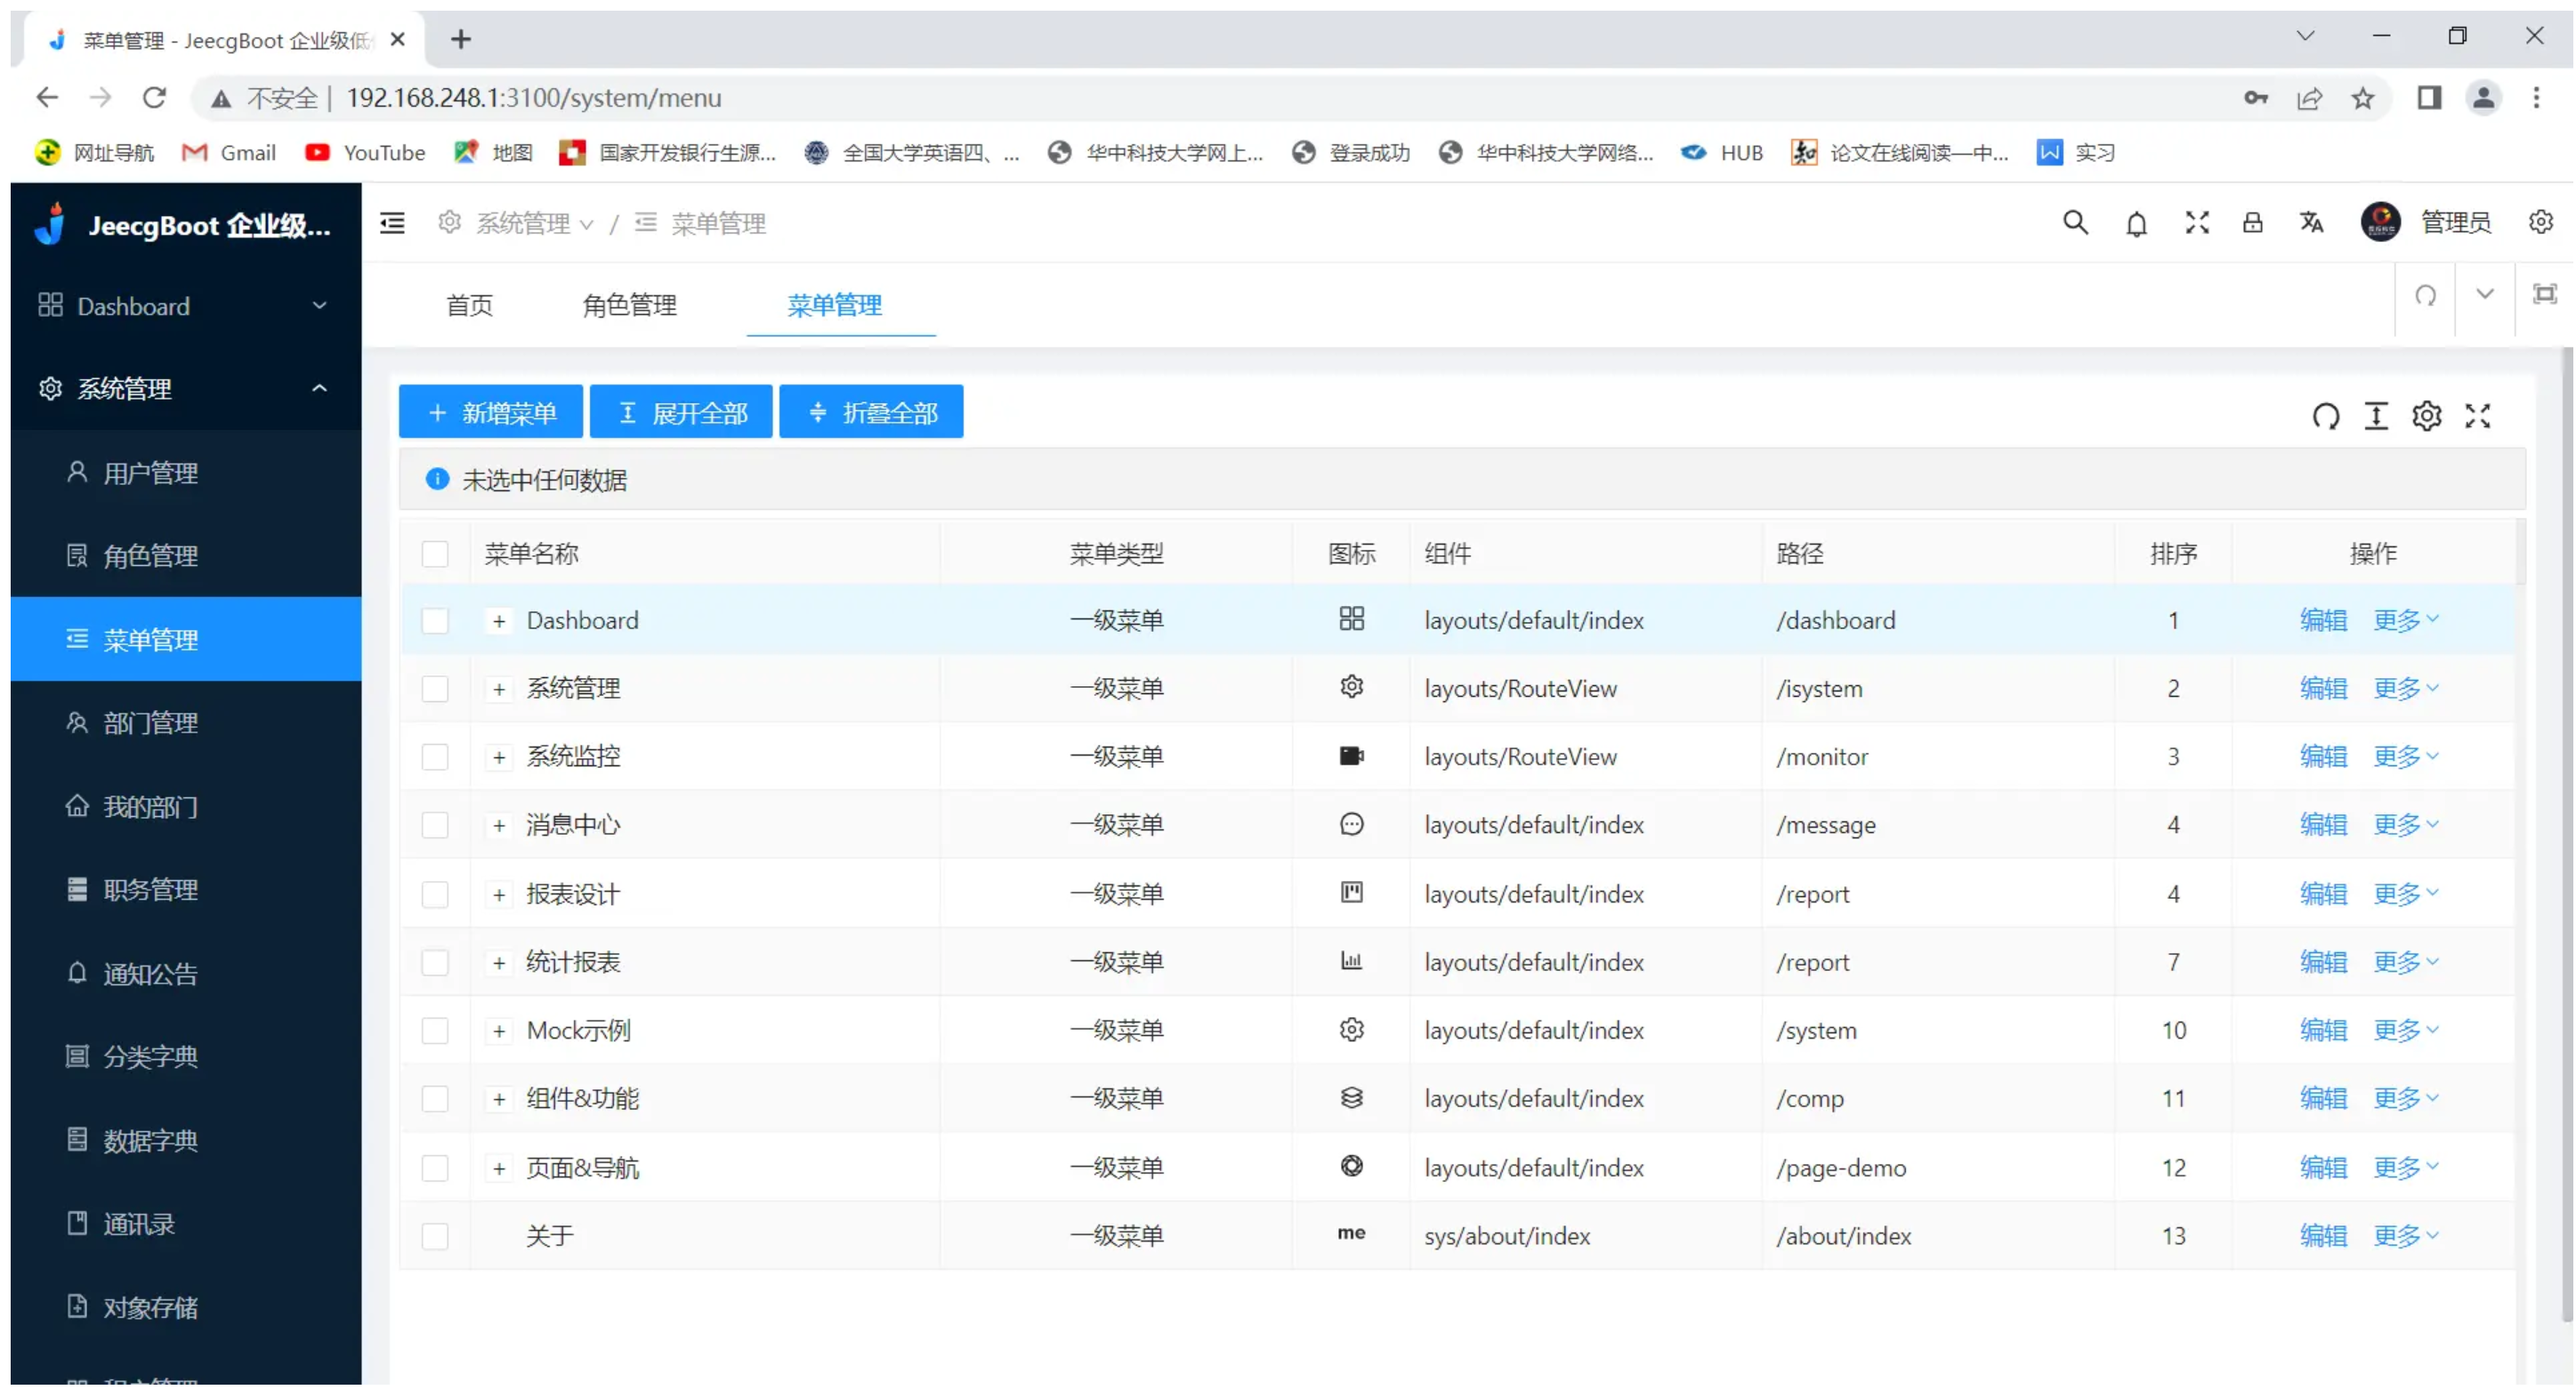 菜单管理 - JeecgBoot 企业级低
不安全 | 192.168.248.1:3100/system/menu
网址导航 Gmail YouTube 地图 国家开发银行生源... 全国大学英语四、... 华中科技大学网上... 登录成功 华中科技大学网络... HUB 论文在线阅读—中... 实习
JeecgBoot 企业级...
系统管理 / 菜单管理
管理员
Dashboard
系统管理
用户管理
角色管理
菜单管理
部门管理
我的部门
职务管理
通知公告
分类字典
数据字典
通讯录
对象存储
首页 角色管理 菜单管理
新增菜单 展开全部 折叠全部
未选中任何数据
菜单名称 菜单类型 图标 组件 路径 排序 操作
+ Dashboard 一级菜单 layouts/default/index /dashboard 1 编辑 更多
+ 系统管理 一级菜单 layouts/RouteView /isystem 2 编辑 更多
+ 系统监控 一级菜单 layouts/RouteView /monitor 3 编辑 更多
+ 消息中心 一级菜单 layouts/default/index /message 4 编辑 更多
+ 报表设计 一级菜单 layouts/default/index /report 4 编辑 更多
+ 统计报表 一级菜单 layouts/default/index /report 7 编辑 更多
+ Mock示例 一级菜单 layouts/default/index /system 10 编辑 更多
+ 组件&功能 一级菜单 layouts/default/index /comp 11 编辑 更多
+ 页面&导航 一级菜单 layouts/default/index /page-demo 12 编辑 更多
关于 一级菜单 me sys/about/index /about/index 13 编辑 更多